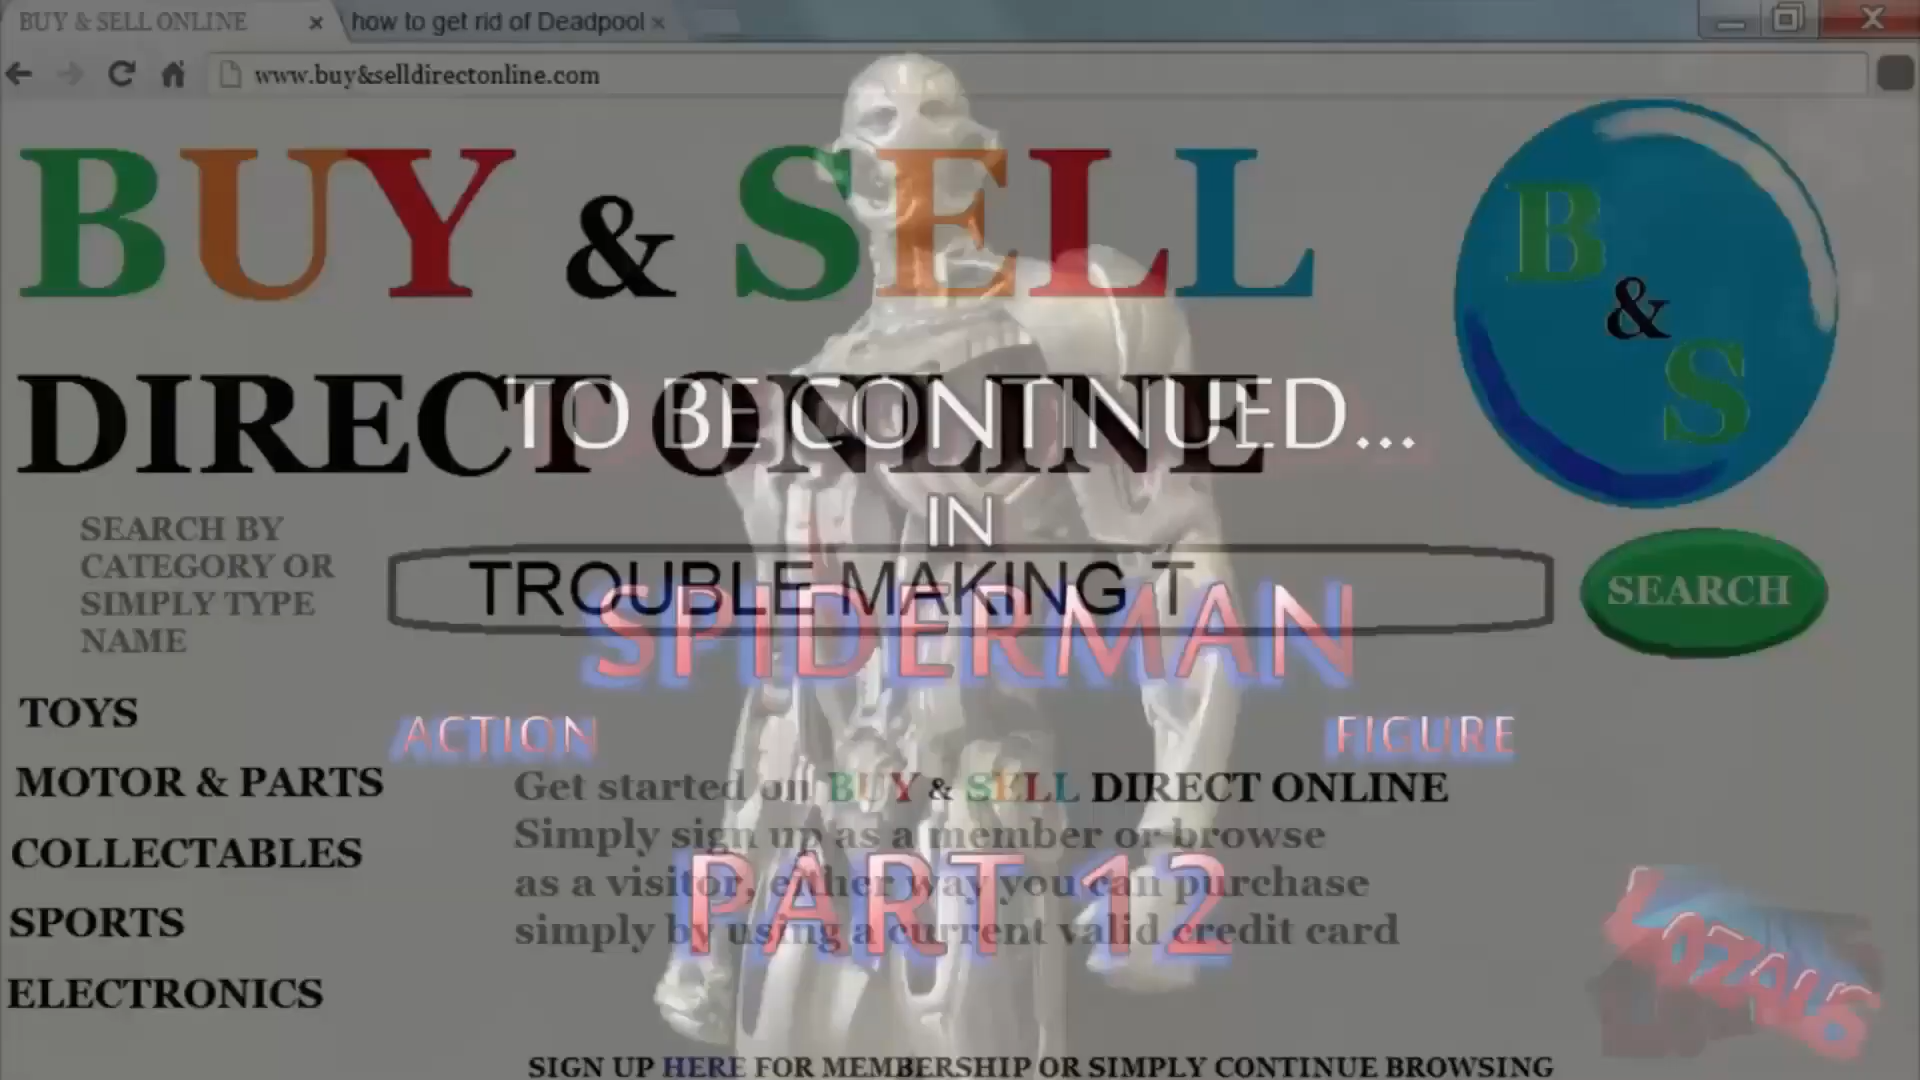 BUY & SELL ONLINE
how to get rid of Deadpool
www.buy&selldirectonline.com
BUY & SELL
B
&
S
DIRECT ONLINE
TO BE CONTINUED...
IN
SEARCH BY
CATEGORY OR
SIMPLY TYPE
NAME
TROUBLE MAKING T
SEARCH
SPIDERMAN
ACTION
FIGURE
TOYS
MOTOR & PARTS
COLLECTABLES
SPORTS
ELECTRONICS
Get started on BUY & SELL DIRECT ONLINE
Simply sign up as a member or browse
as a visitor, either way you can purchase
simply by using a current valid credit card
PART 12
LOZAUS
SIGN UP HERE FOR MEMBERSHIP OR SIMPLY CONTINUE BROWSING